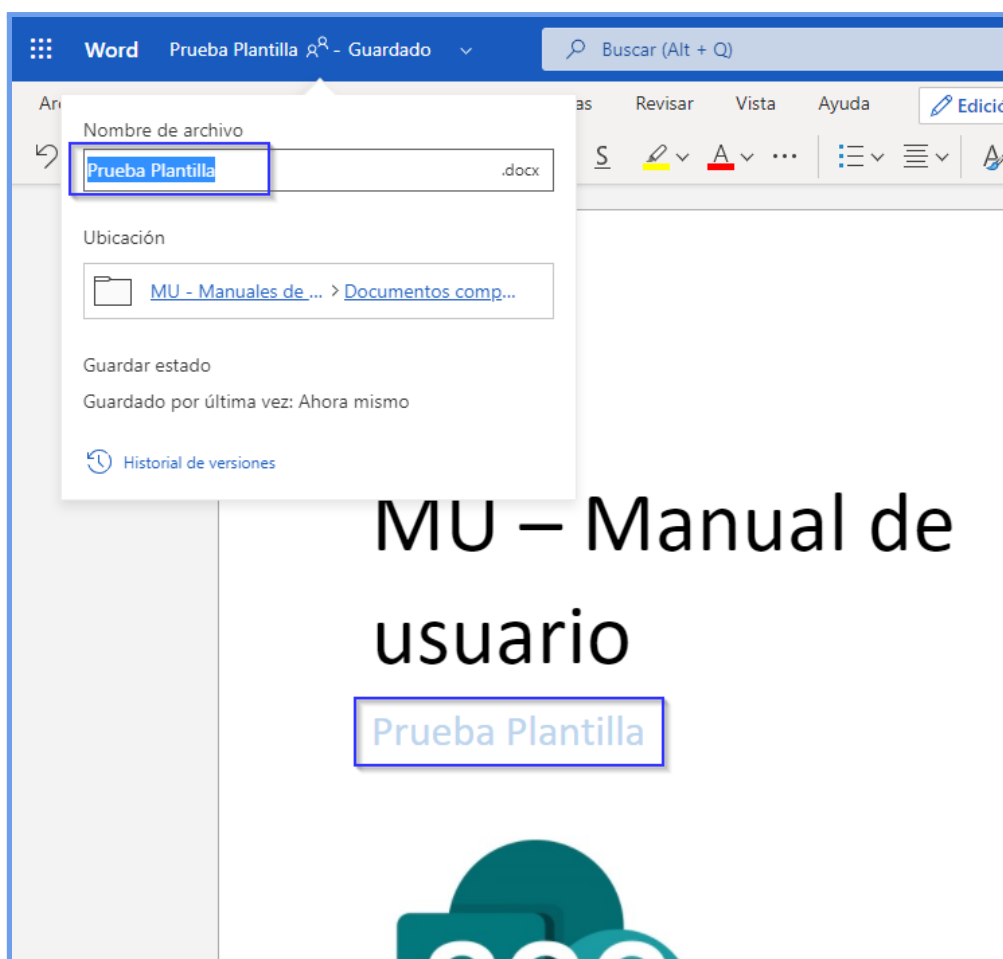 Word Prueba Plantilla - Guardado Buscar (Alt + Q)
as Revisar Vista Ayuda
Nombre de archivo
Prueba Plantilla .docx
S A
Ubicación
MU - Manuales de ... > Documentos comp...
Guardar estado
Guardado por última vez: Ahora mismo
Historial de versiones
MU – Manual de
usuario
Prueba Plantilla